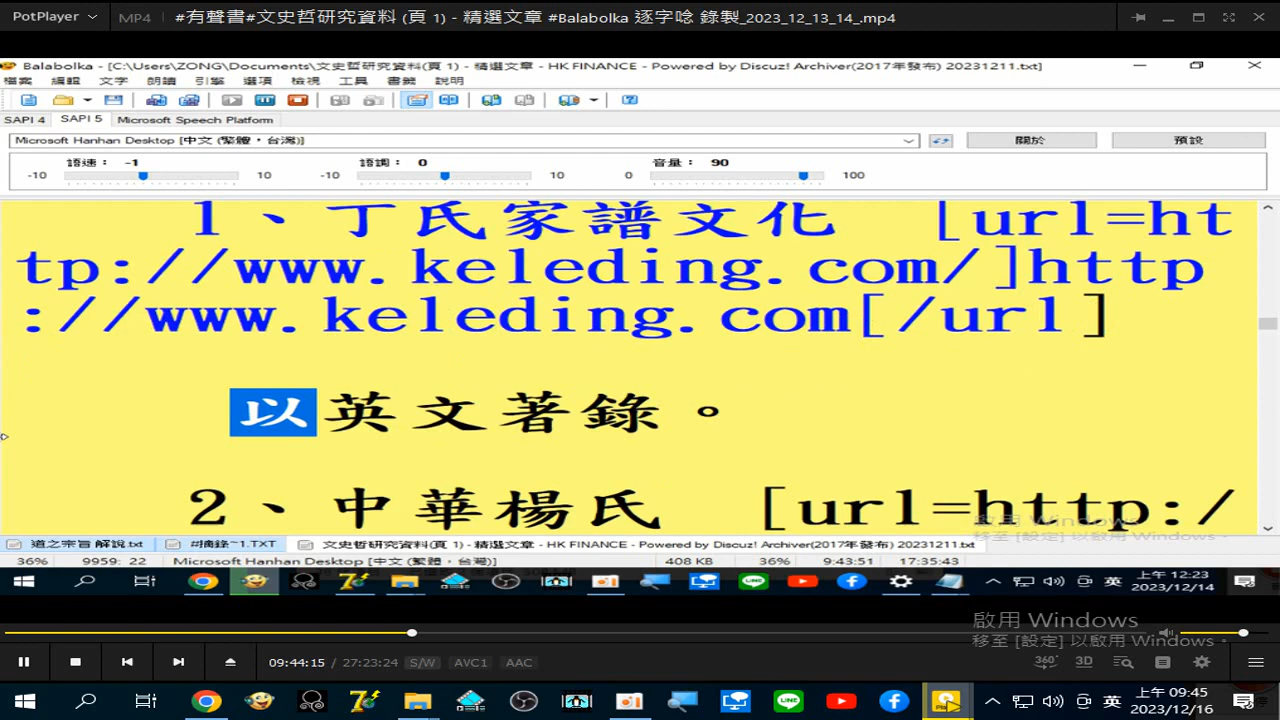 PotPlayer MP4 #有聲書#文史哲研究資料 (頁 1) - 精選文章 #Balabolka 逐字唸 錄製_2023_12_13_14_.mp4
Balabolka - [C:\Users\ZONG\Documents\文史哲研究資料(頁 1) - 精選文章 - HK FINANCE - Powered by Discuz! Archiver(2017年發布) 20231211.txt]
檔案 編輯 文字 朗讀 引擎 選項 檢視 工具 書籤 說明
SAPI 4 SAPI 5 Microsoft Speech Platform
Microsoft Hanhan Desktop [中文 (繁體，台灣)] 關於 預設
語速： -1 語調： 0 音量： 90
-10 10 -10 10 0 100
1、丁氏家譜文化 [url=ht
tp://www.keleding.com/]http
://www.keleding.com[/url]
以英文著錄。
2、中華楊氏 [url=http:/
啟用 Windows
移至 [設定] 以啟用 Windows。
道之宗旨 解說.txt #摘錄~1.TXT 文史哲研究資料(頁 1) - 精選文章 - HK FINANCE - Powered by Discuz! Archiver(2017年發布) 20231211.txt
36% 9959: 22 Microsoft Hanhan Desktop [中文 (繁體，台灣)] 408 KB 36% 9:43:51 17:35:43
英 上午 12:23
2023/12/14
啟用 Windows
移至 [設定] 以啟用 Windows。
09:44:15 / 27:23:24 S/W AVC1 AAC 360° 3D
英 上午 09:45
2023/12/16